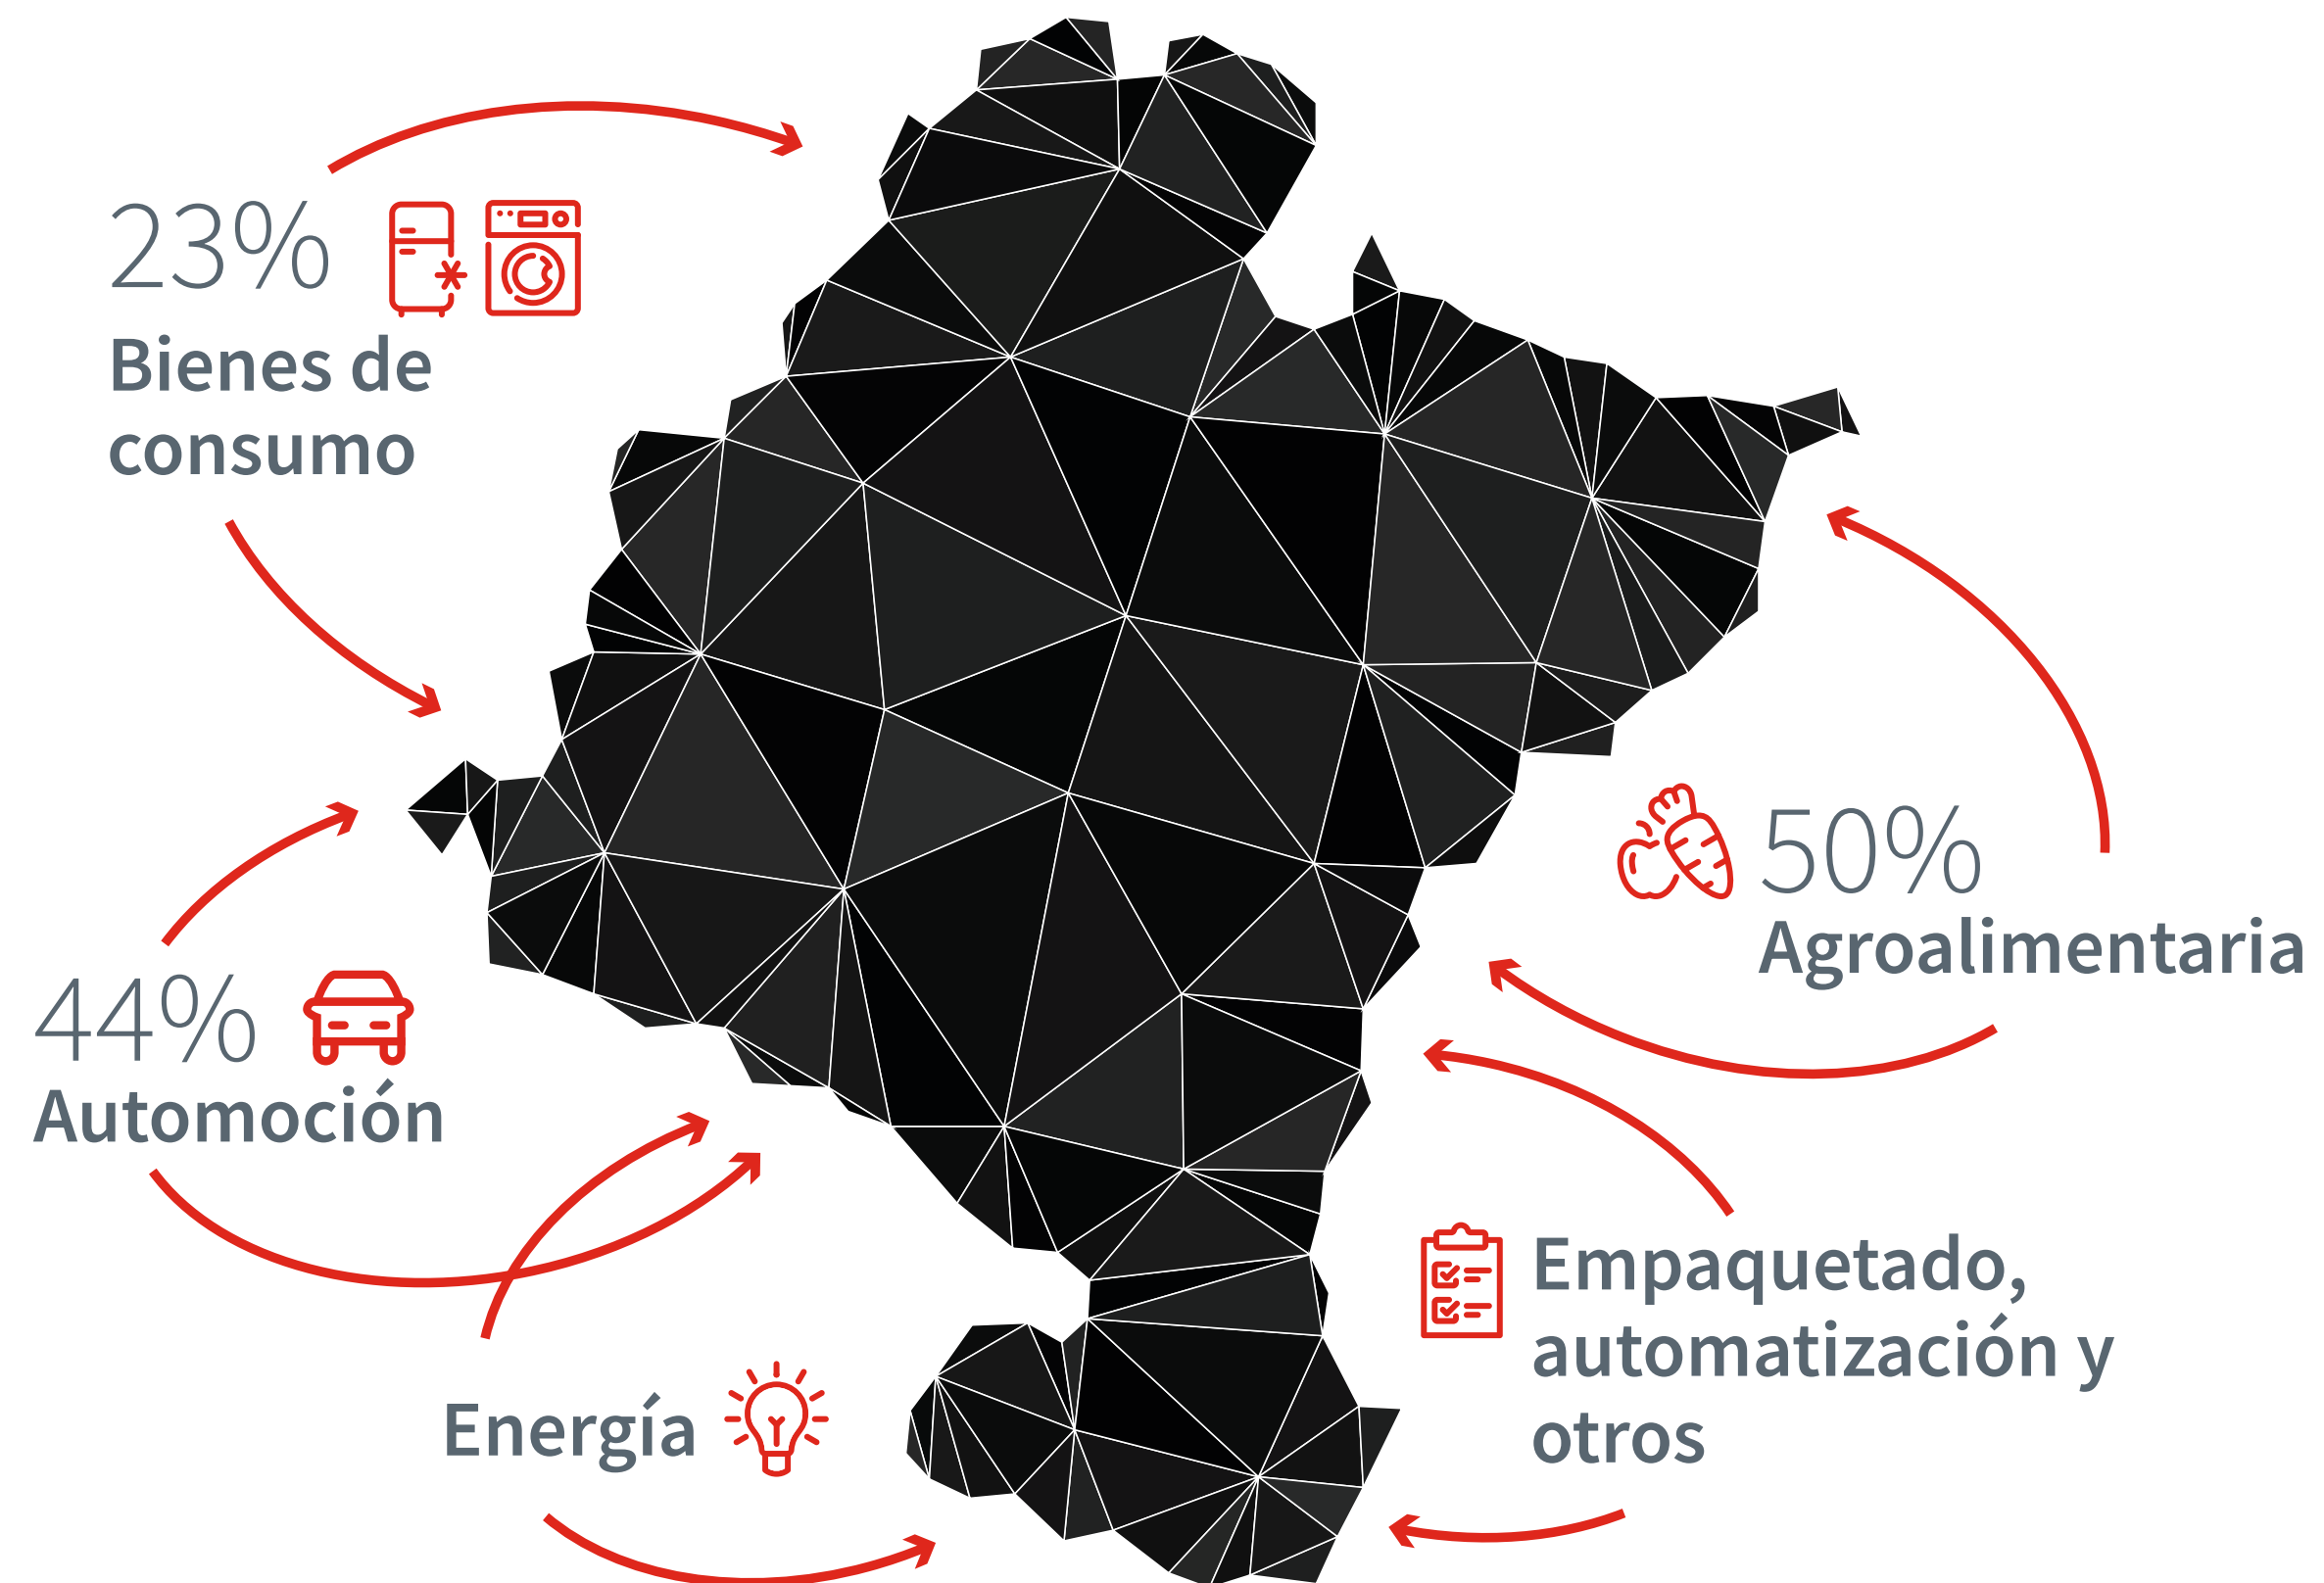 23%
Bienes de
consumo
50%
Agroalimentaria
44%
Automoción
Empaquetado,
automatización y
otros
Energía